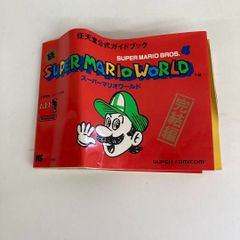 任天堂公式ガイドブック
SUPER MARIO BROS. 4
SUPER MARIO WORLD
スーパーマリオワールド
完結編
SUPER FAMICOM